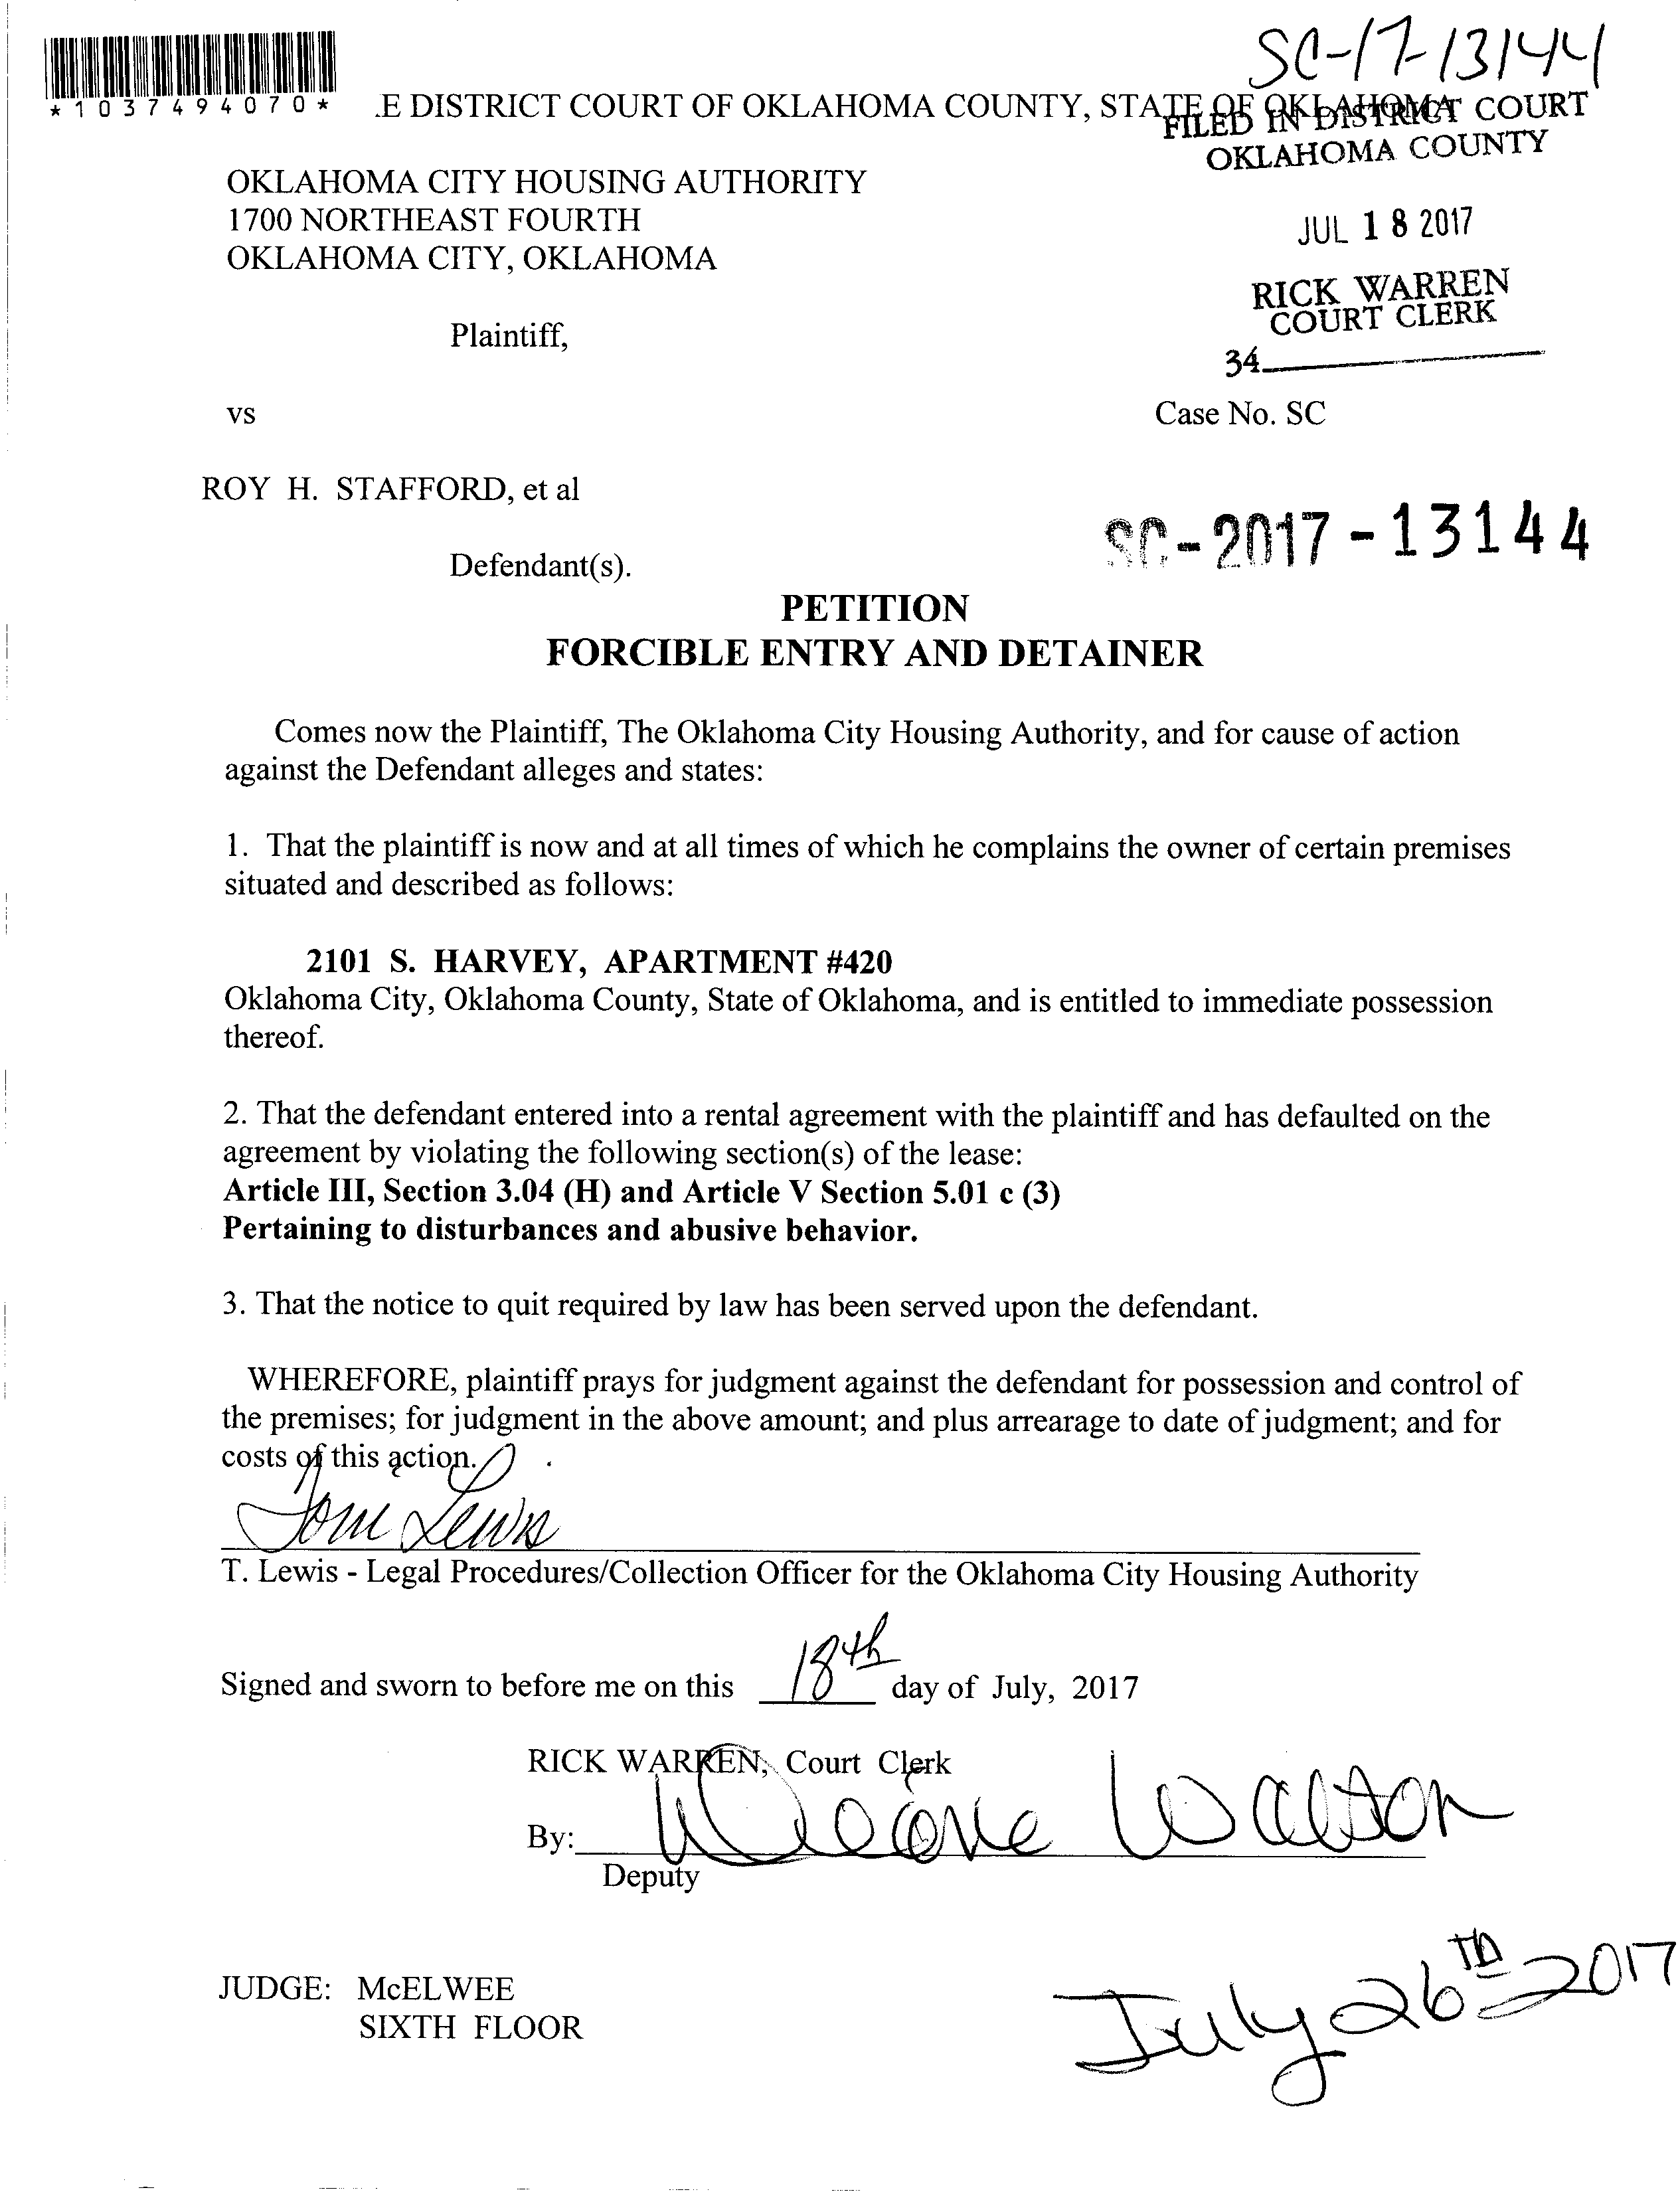 SC-17-13144
*1037494070*
.E DISTRICT COURT OF OKLAHOMA COUNTY, STATE OF OKLAHOMA
FILED IN DISTRICT COURT
OKLAHOMA COUNTY
OKLAHOMA CITY HOUSING AUTHORITY
1700 NORTHEAST FOURTH
OKLAHOMA CITY, OKLAHOMA
JUL 18 2017
RICK WARREN
COURT CLERK
Plaintiff,
34
vs
Case No. SC
ROY H. STAFFORD, et al
SC-2017-13144
Defendant(s).
PETITION
FORCIBLE ENTRY AND DETAINER
Comes now the Plaintiff, The Oklahoma City Housing Authority, and for cause of action
against the Defendant alleges and states:
1. That the plaintiff is now and at all times of which he complains the owner of certain premises
situated and described as follows:
2101 S. HARVEY, APARTMENT #420
Oklahoma City, Oklahoma County, State of Oklahoma, and is entitled to immediate possession
thereof.
2. That the defendant entered into a rental agreement with the plaintiff and has defaulted on the
agreement by violating the following section(s) of the lease:
Article III, Section 3.04 (H) and Article V Section 5.01 c (3)
Pertaining to disturbances and abusive behavior.
3. That the notice to quit required by law has been served upon the defendant.
WHEREFORE, plaintiff prays for judgment against the defendant for possession and control of
the premises; for judgment in the above amount; and plus arrearage to date of judgment; and for
costs of this action.
Tom Lewis
T. Lewis - Legal Procedures/Collection Officer for the Oklahoma City Housing Authority
Signed and sworn to before me on this 18th day of July, 2017
RICK WARREN, Court Clerk
By: Walton
Deputy
JUDGE: McELWEE
SIXTH FLOOR
July 26TH 2017